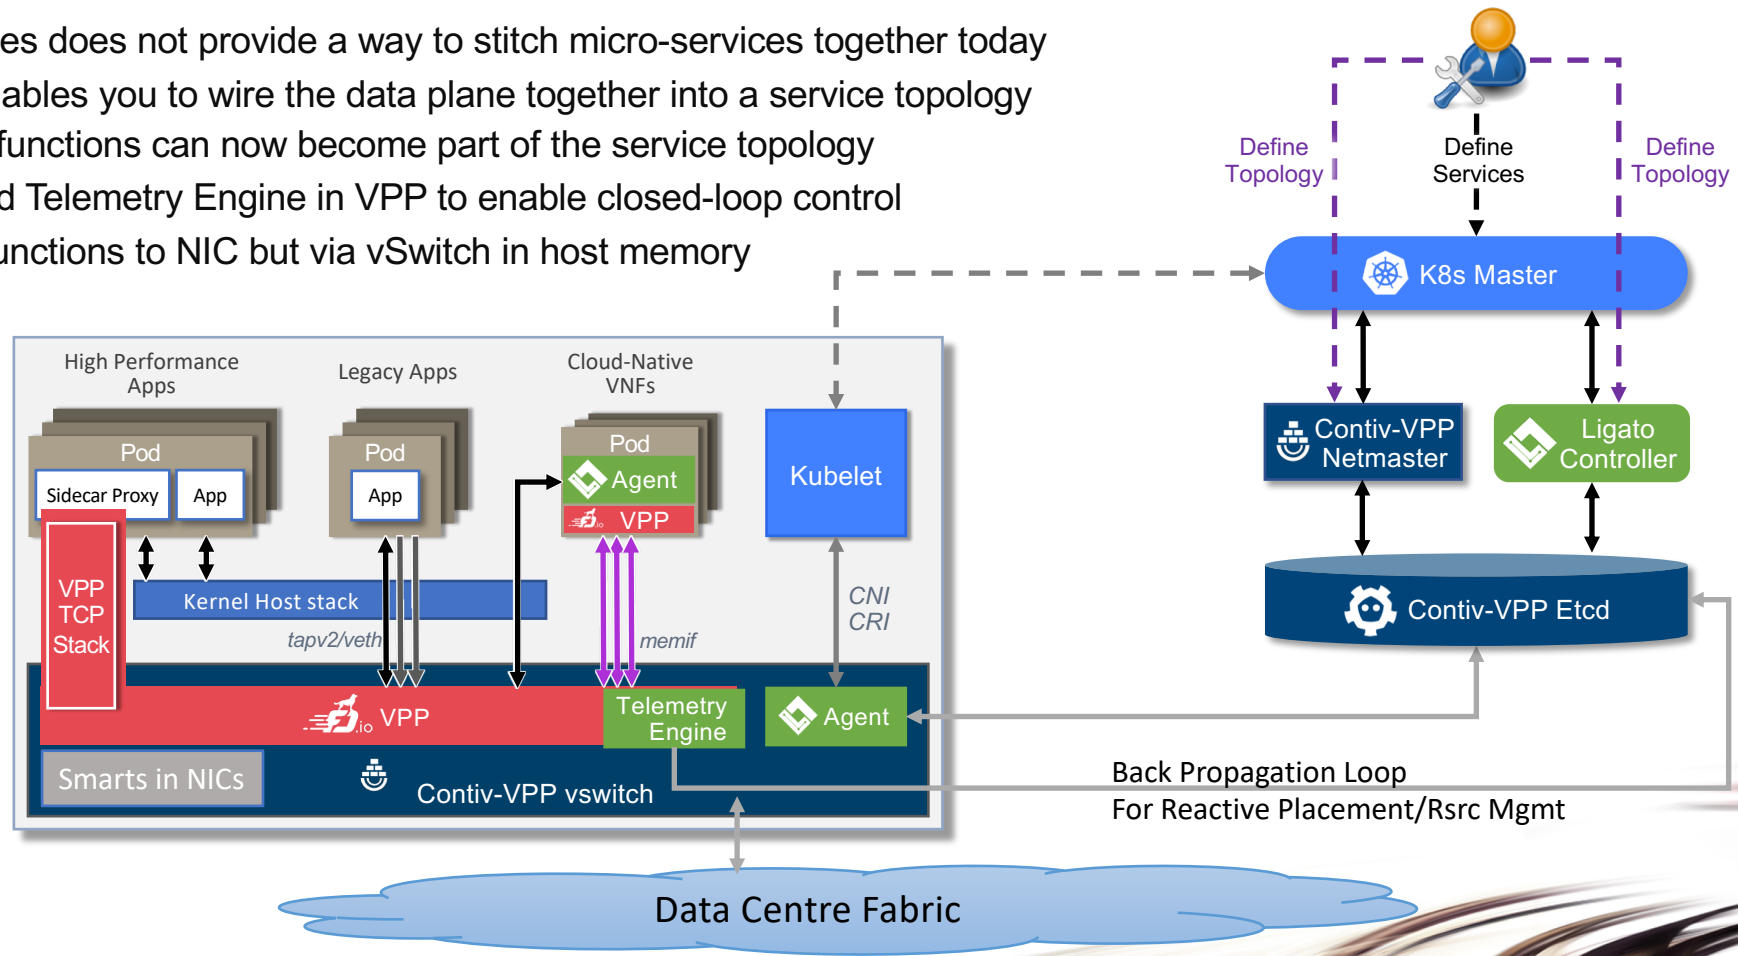 es does not provide a way to stitch micro-services together today
ables you to wire the data plane together into a service topology
functions can now become part of the service topology
d Telemetry Engine in VPP to enable closed-loop control
unctions to NIC but via vSwitch in host memory
Define
Topology
Define
Services
Define
Topology
K8s Master
High Performance
Apps
Legacy Apps
Cloud-Native
VNFs
Pod
Sidecar Proxy
App
Pod
App
Pod
Agent
VPP
Kubelet
Contiv-VPP
Netmaster
Ligato
Controller
VPP
TCP
Stack
Kernel Host stack
tapv2/veth
memif
CNI
CRI
Contiv-VPP Etcd
.io VPP
Telemetry
Engine
Agent
Smarts in NICs
Contiv-VPP vswitch
Back Propagation Loop
For Reactive Placement/Rsrc Mgmt
Data Centre Fabric